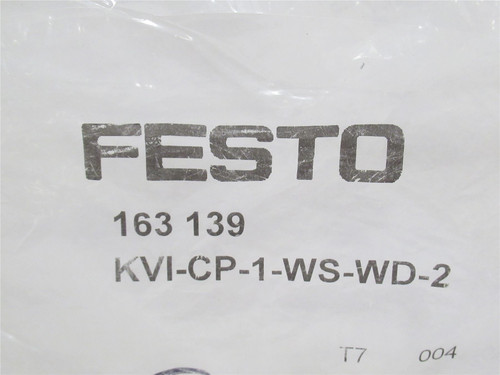 FESTO
163 139
KVI-CP-1-WS-WD-2
T7 004